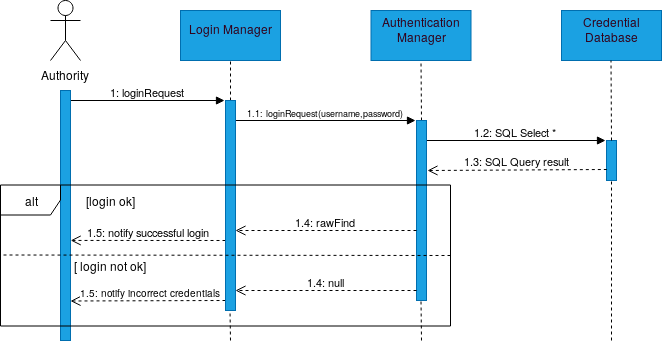 Login Manager
Authentication
Manager
Credential
Database
Authority
1: loginRequest
1.1: loginRequest(username,password)
1.2: SQL Select *
1.3: SQL Query result
alt
[login ok]
1.4: rawFind
1.5: notify successful login
[ login not ok]
1.4: null
1.5: notify incorrect credentials